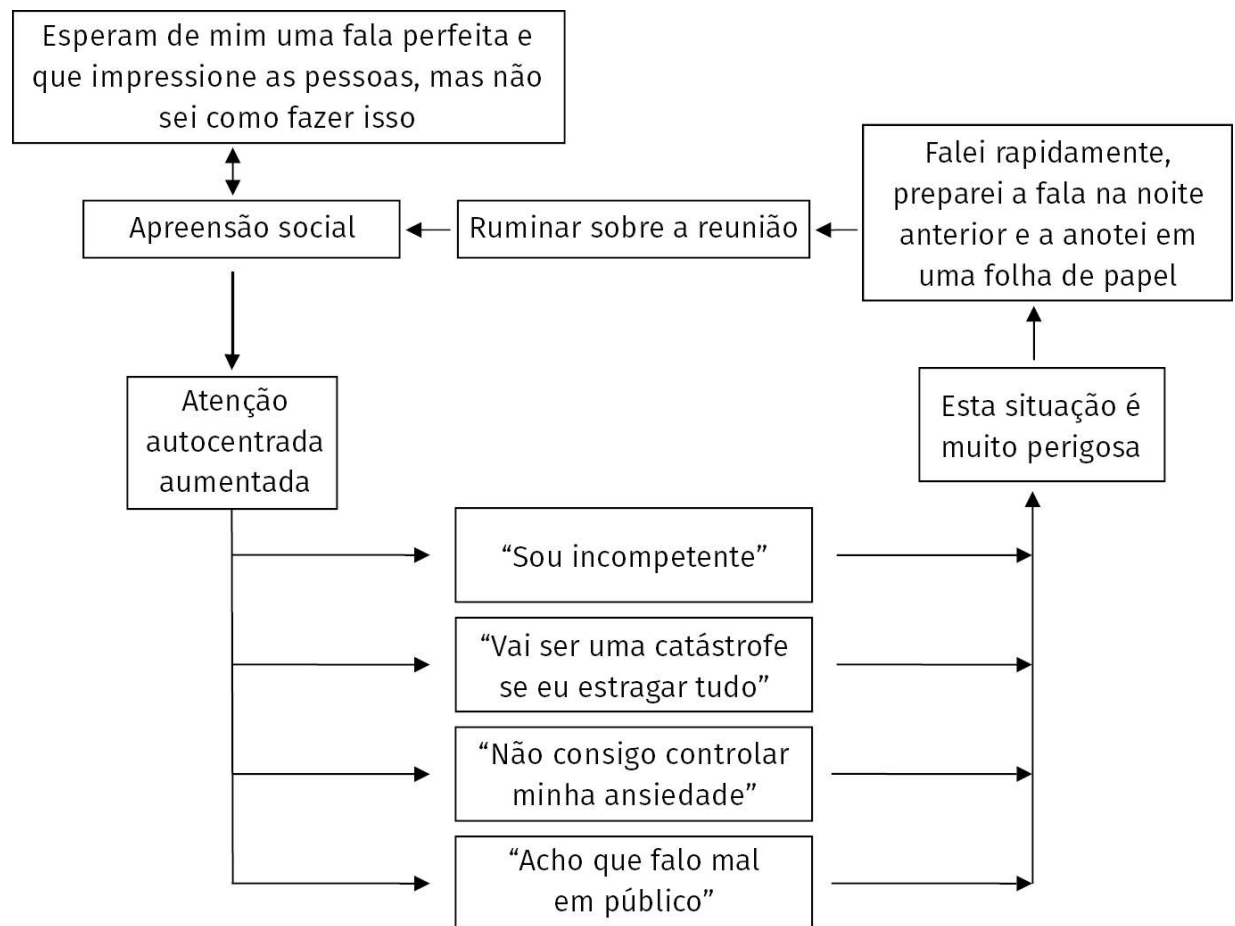 Esperam de mim uma fala perfeita e
que impressione as pessoas, mas não
sei como fazer isso
Falei rapidamente,
preparei a fala na noite
anterior e a anotei em
uma folha de papel
Apreensão social
Ruminar sobre a reunião
Atenção
autocentrada
aumentada
Esta situação é
muito perigosa
“Sou incompetente”
“Vai ser uma catástrofe
se eu estragar tudo”
“Não consigo controlar
minha ansiedade”
“Acho que falo mal
em público”